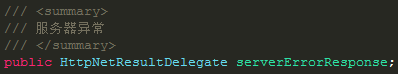 /// <summary>
/// 服务器异常
/// </summary>
public HttpNetResultDelegate serverErrorResponse;